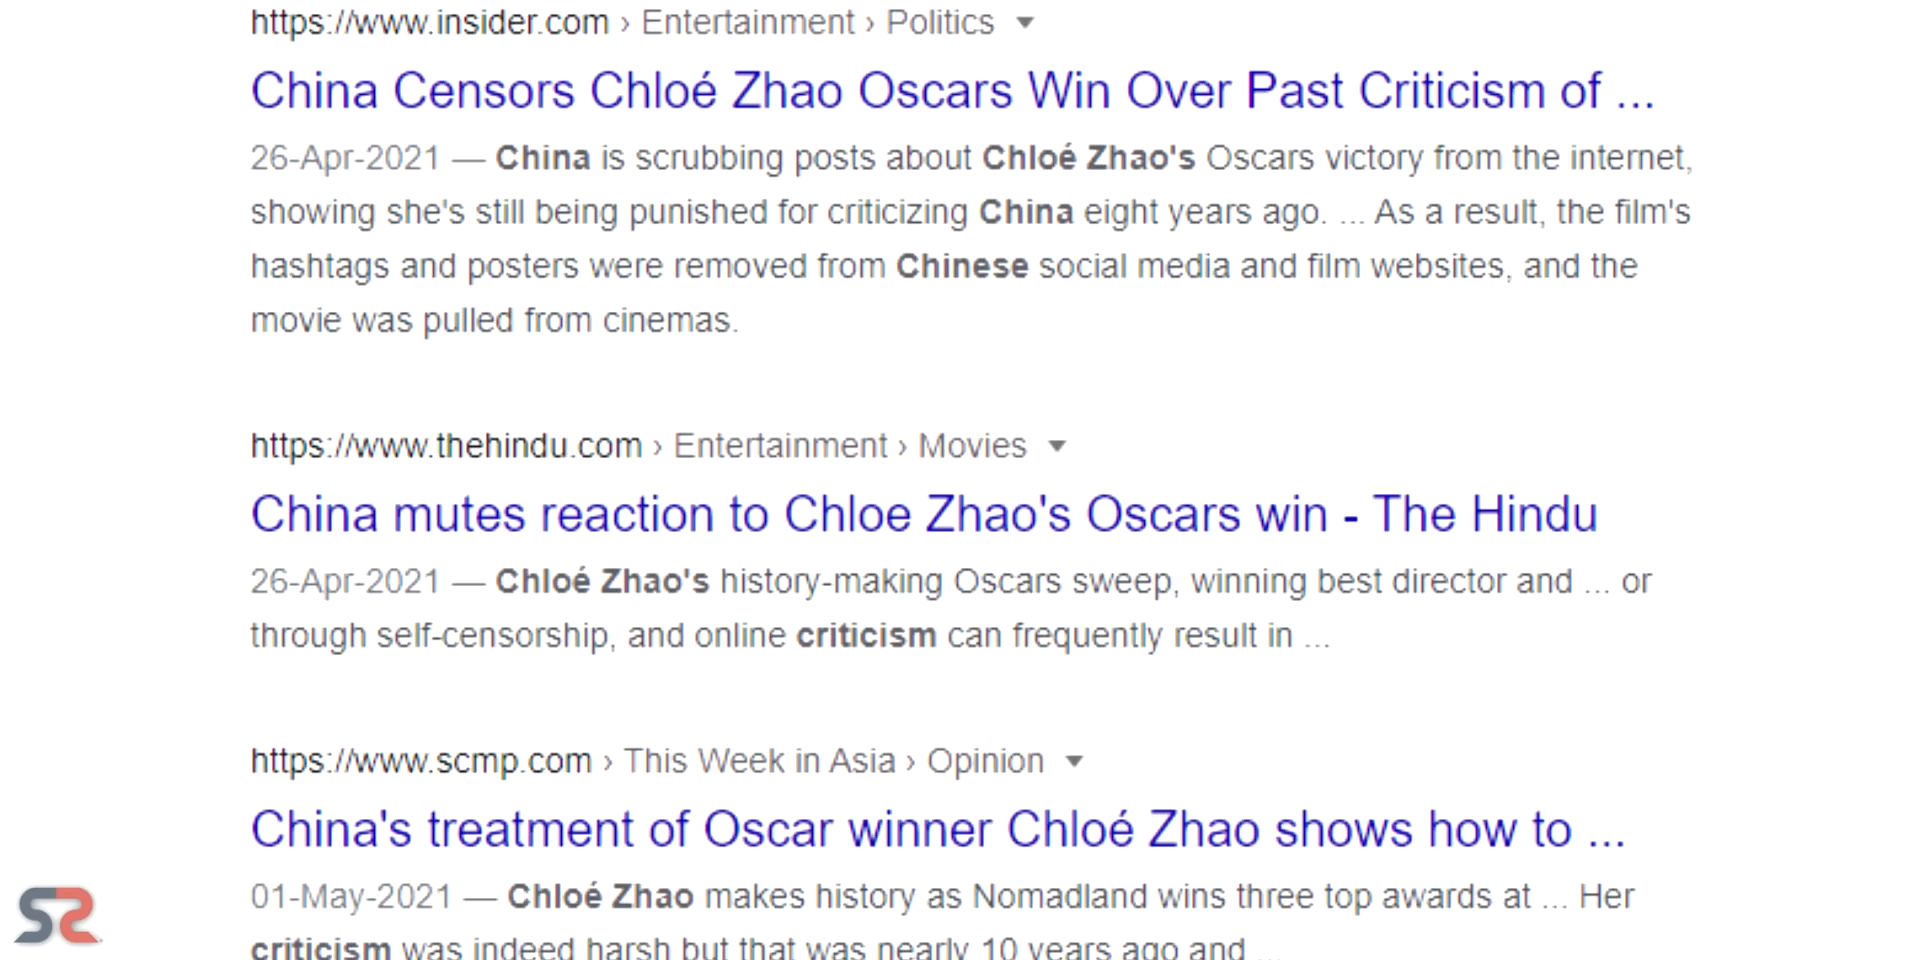 https://www.insider.com › Entertainment › Politics
China Censors Chloé Zhao Oscars Win Over Past Criticism of ...
26-Apr-2021 — China is scrubbing posts about Chloé Zhao's Oscars victory from the internet,
showing she's still being punished for criticizing China eight years ago. ... As a result, the film's
hashtags and posters were removed from Chinese social media and film websites, and the
movie was pulled from cinemas.
https://www.thehindu.com › Entertainment › Movies
China mutes reaction to Chloe Zhao's Oscars win - The Hindu
26-Apr-2021 — Chloé Zhao's history-making Oscars sweep, winning best director and ... or
through self-censorship, and online criticism can frequently result in ...
https://www.scmp.com › This Week in Asia › Opinion
China's treatment of Oscar winner Chloé Zhao shows how to ...
01-May-2021 — Chloé Zhao makes history as Nomadland wins three top awards at ... Her
criticism was indeed harsh but that was nearly 10 years ago and ...
SR